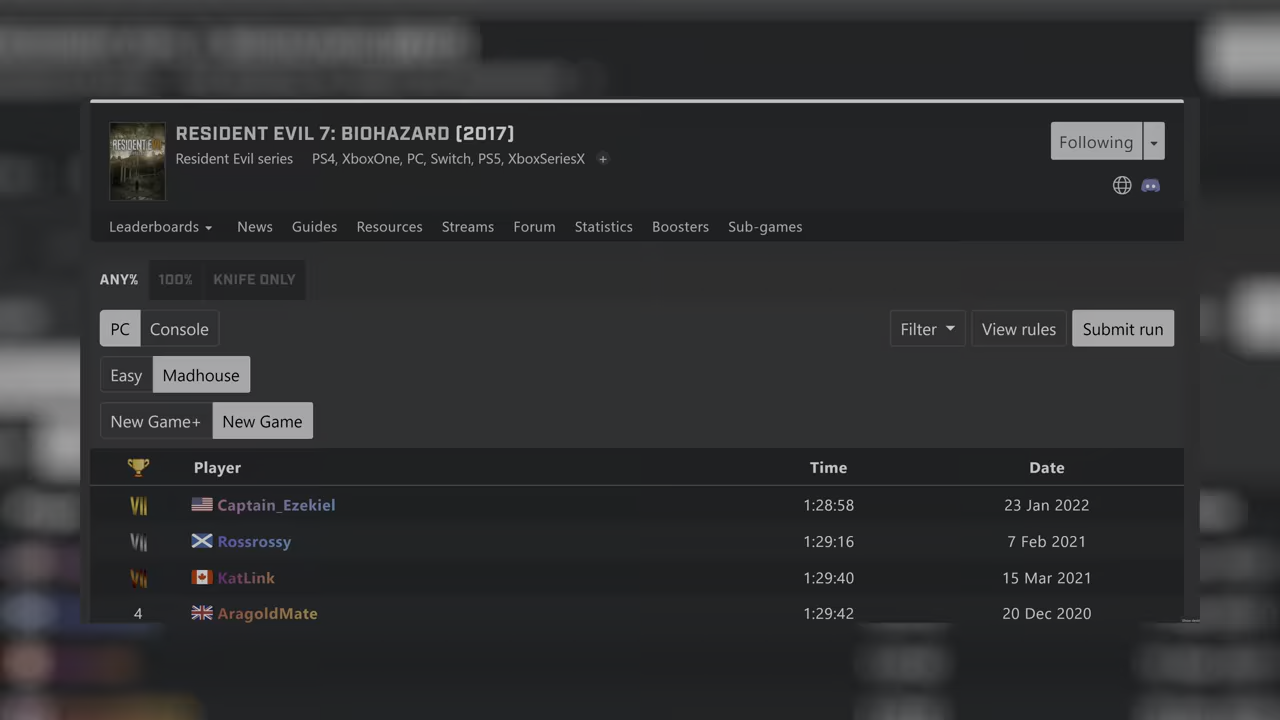 RESIDENT EVIL 7: BIOHAZARD (2017)
Resident Evil series PS4, XboxOne, PC, Switch, PS5, XboxSeriesX +
Following
Leaderboards News Guides Resources Streams Forum Statistics Boosters Sub-games
ANY% 100% KNIFE ONLY
PC Console Filter View rules Submit run
Easy Madhouse
New Game+ New Game
Player Time Date
VII Captain_Ezekiel 1:28:58 23 Jan 2022
VII Rossrossy 1:29:16 7 Feb 2021
VII KatLink 1:29:40 15 Mar 2021
4 AragoldMate 1:29:42 20 Dec 2020